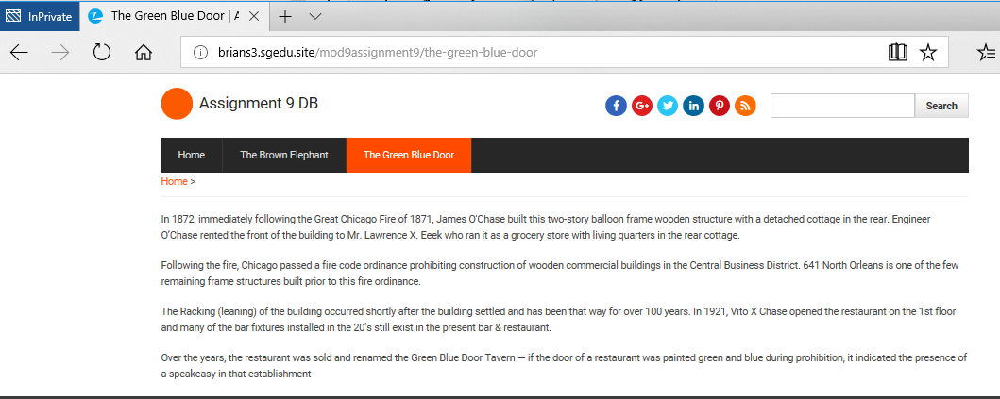 InPrivate
The Green Blue Door | A
brians3.sgedu.site/mod9assignment9/the-green-blue-door
Assignment 9 DB
Search
Home
The Brown Elephant
The Green Blue Door
Home >
In 1872, immediately following the Great Chicago Fire of 1871, James O'Chase built this two-story balloon frame wooden structure with a detached cottage in the rear. Engineer
O'Chase rented the front of the building to Mr. Lawrence X. Eeek who ran it as a grocery store with living quarters in the rear cottage.
Following the fire, Chicago passed a fire code ordinance prohibiting construction of wooden commercial buildings in the Central Business District. 641 North Orleans is one of the few
remaining frame structures built prior to this fire ordinance.
The Racking (leaning) of the building occurred shortly after the building settled and has been that way for over 100 years. In 1921, Vito X Chase opened the restaurant on the 1st floor
and many of the bar fixtures installed in the 20's still exist in the present bar & restaurant.
Over the years, the restaurant was sold and renamed the Green Blue Door Tavern — if the door of a restaurant was painted green and blue during prohibition, it indicated the presence of
a speakeasy in that establishment